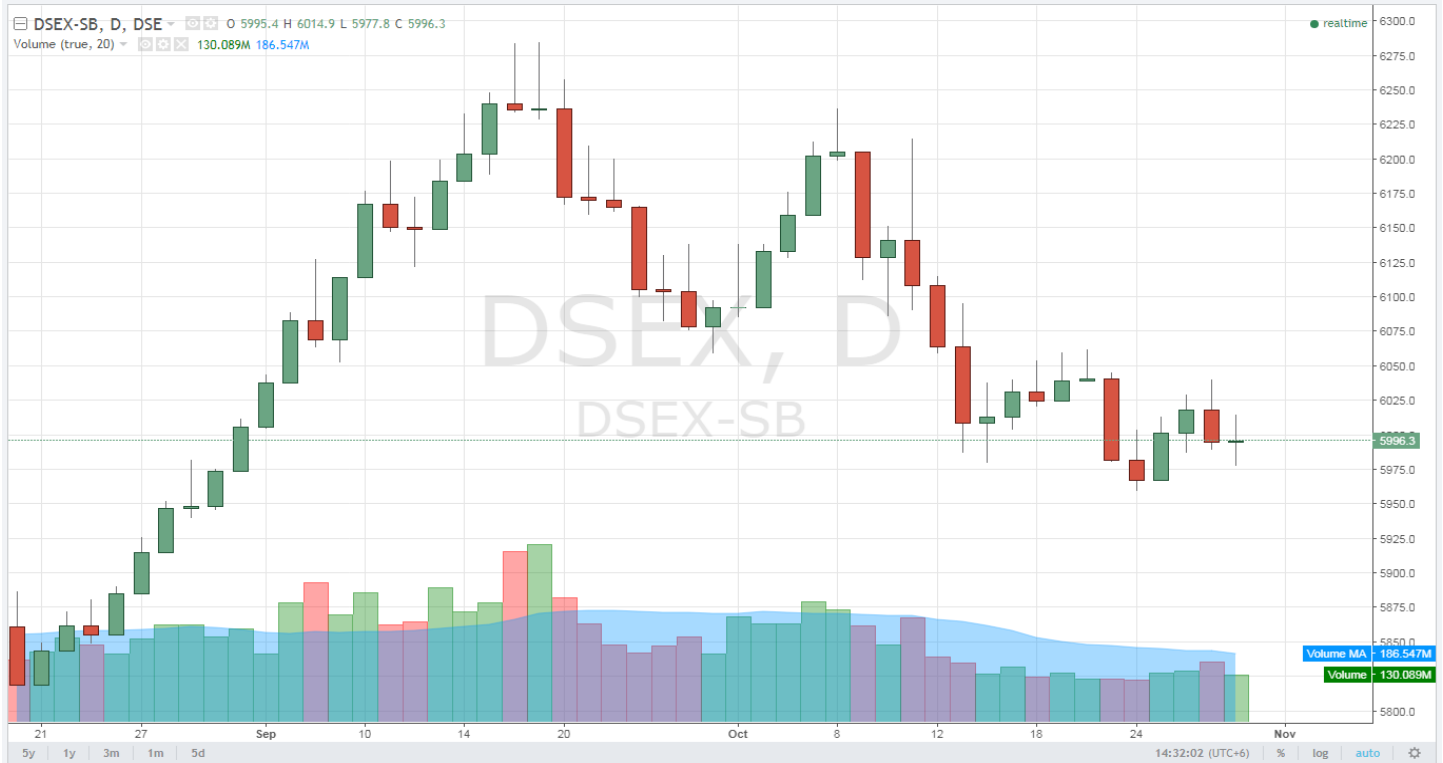 DSEX-SB, D, DSE O 5995.4 H 6014.9 L 5977.8 C 5996.3
realtime
Volume (true, 20) 130.089M 186.547M
6300.0
6275.0
6250.0
6225.0
6200.0
6175.0
6150.0
6125.0
6100.0
6075.0
6050.0
6025.0
5996.3
5975.0
5950.0
5925.0
5900.0
5875.0
5850.0
Volume MA 186.547M
Volume 130.089M
5800.0
DSEX, D
DSEX-SB
21 27 Sep 10 14 20 Oct 8 12 18 24 Nov
5y 1y 3m 1m 5d 14:32:02 (UTC+6) % log auto